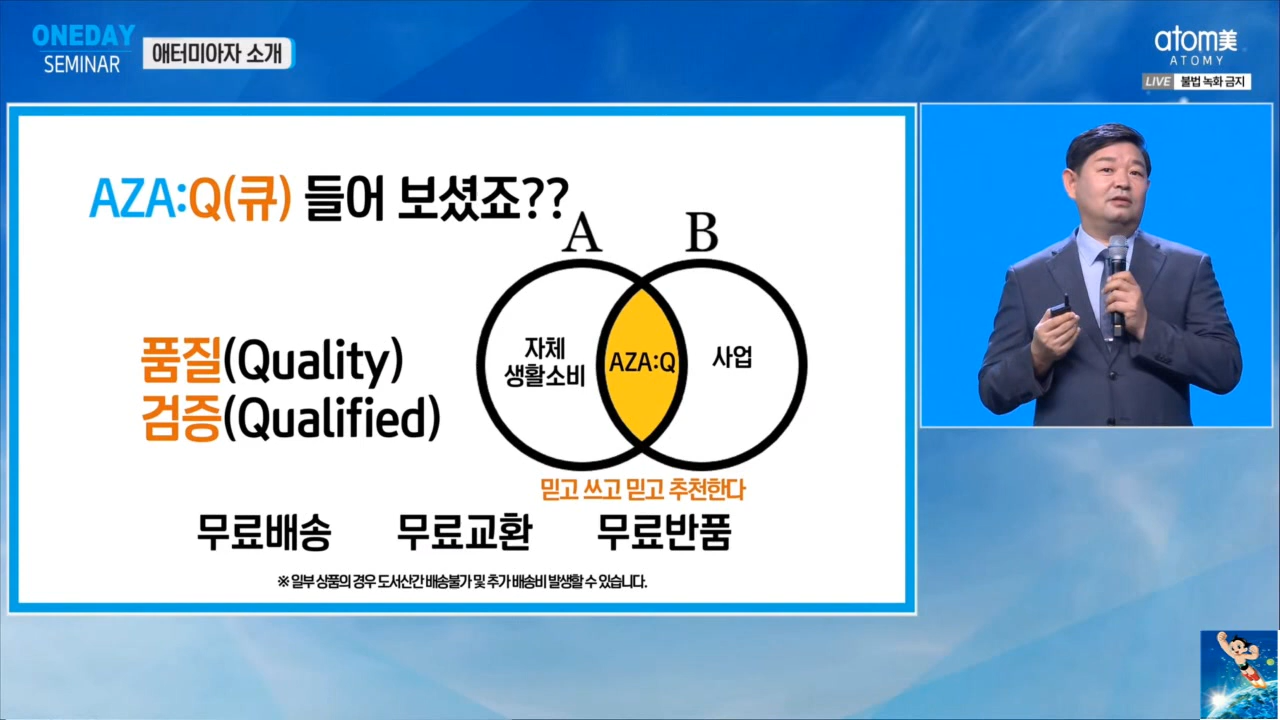 ONEDAY
SEMINAR
애터미아자 소개
atom美
ATOMY
LIVE 불법 녹화 금지
AZA:Q(큐) 들어 보셨죠??
A B
품질(Quality)
검증(Qualified)
자체
생활소비
AZA:Q
사업
믿고 쓰고 믿고 추천한다
무료배송 무료교환 무료반품
※ 일부 상품의 경우 도서산간 배송불가 및 추가 배송비 발생할 수 있습니다.